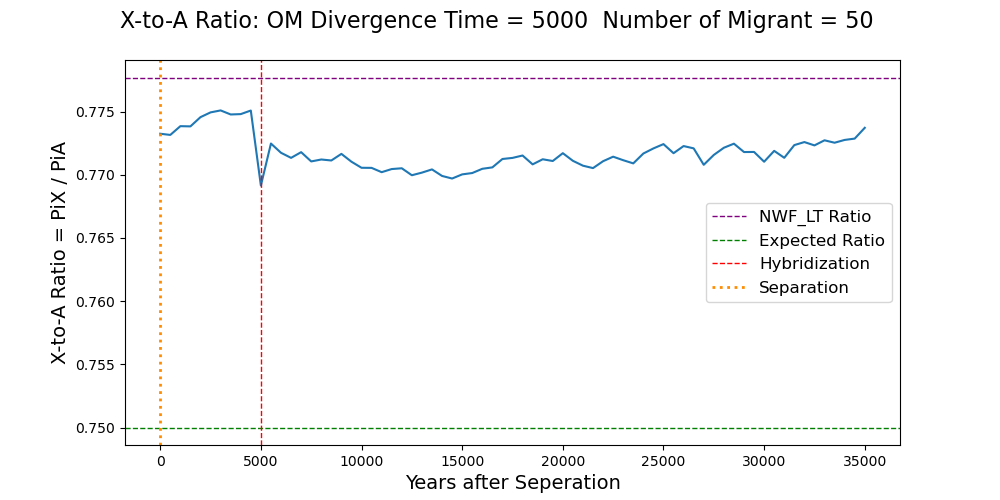 X-to-A Ratio: OM Divergence Time = 5000  Number of Migrant = 50
X-to-A Ratio = PiX / PiA
0.775
0.770
0.765
0.760
0.755
0.750
NWF_LT Ratio
Expected Ratio
Hybridization
Separation
0 5000 10000 15000 20000 25000 30000 35000
Years after Seperation